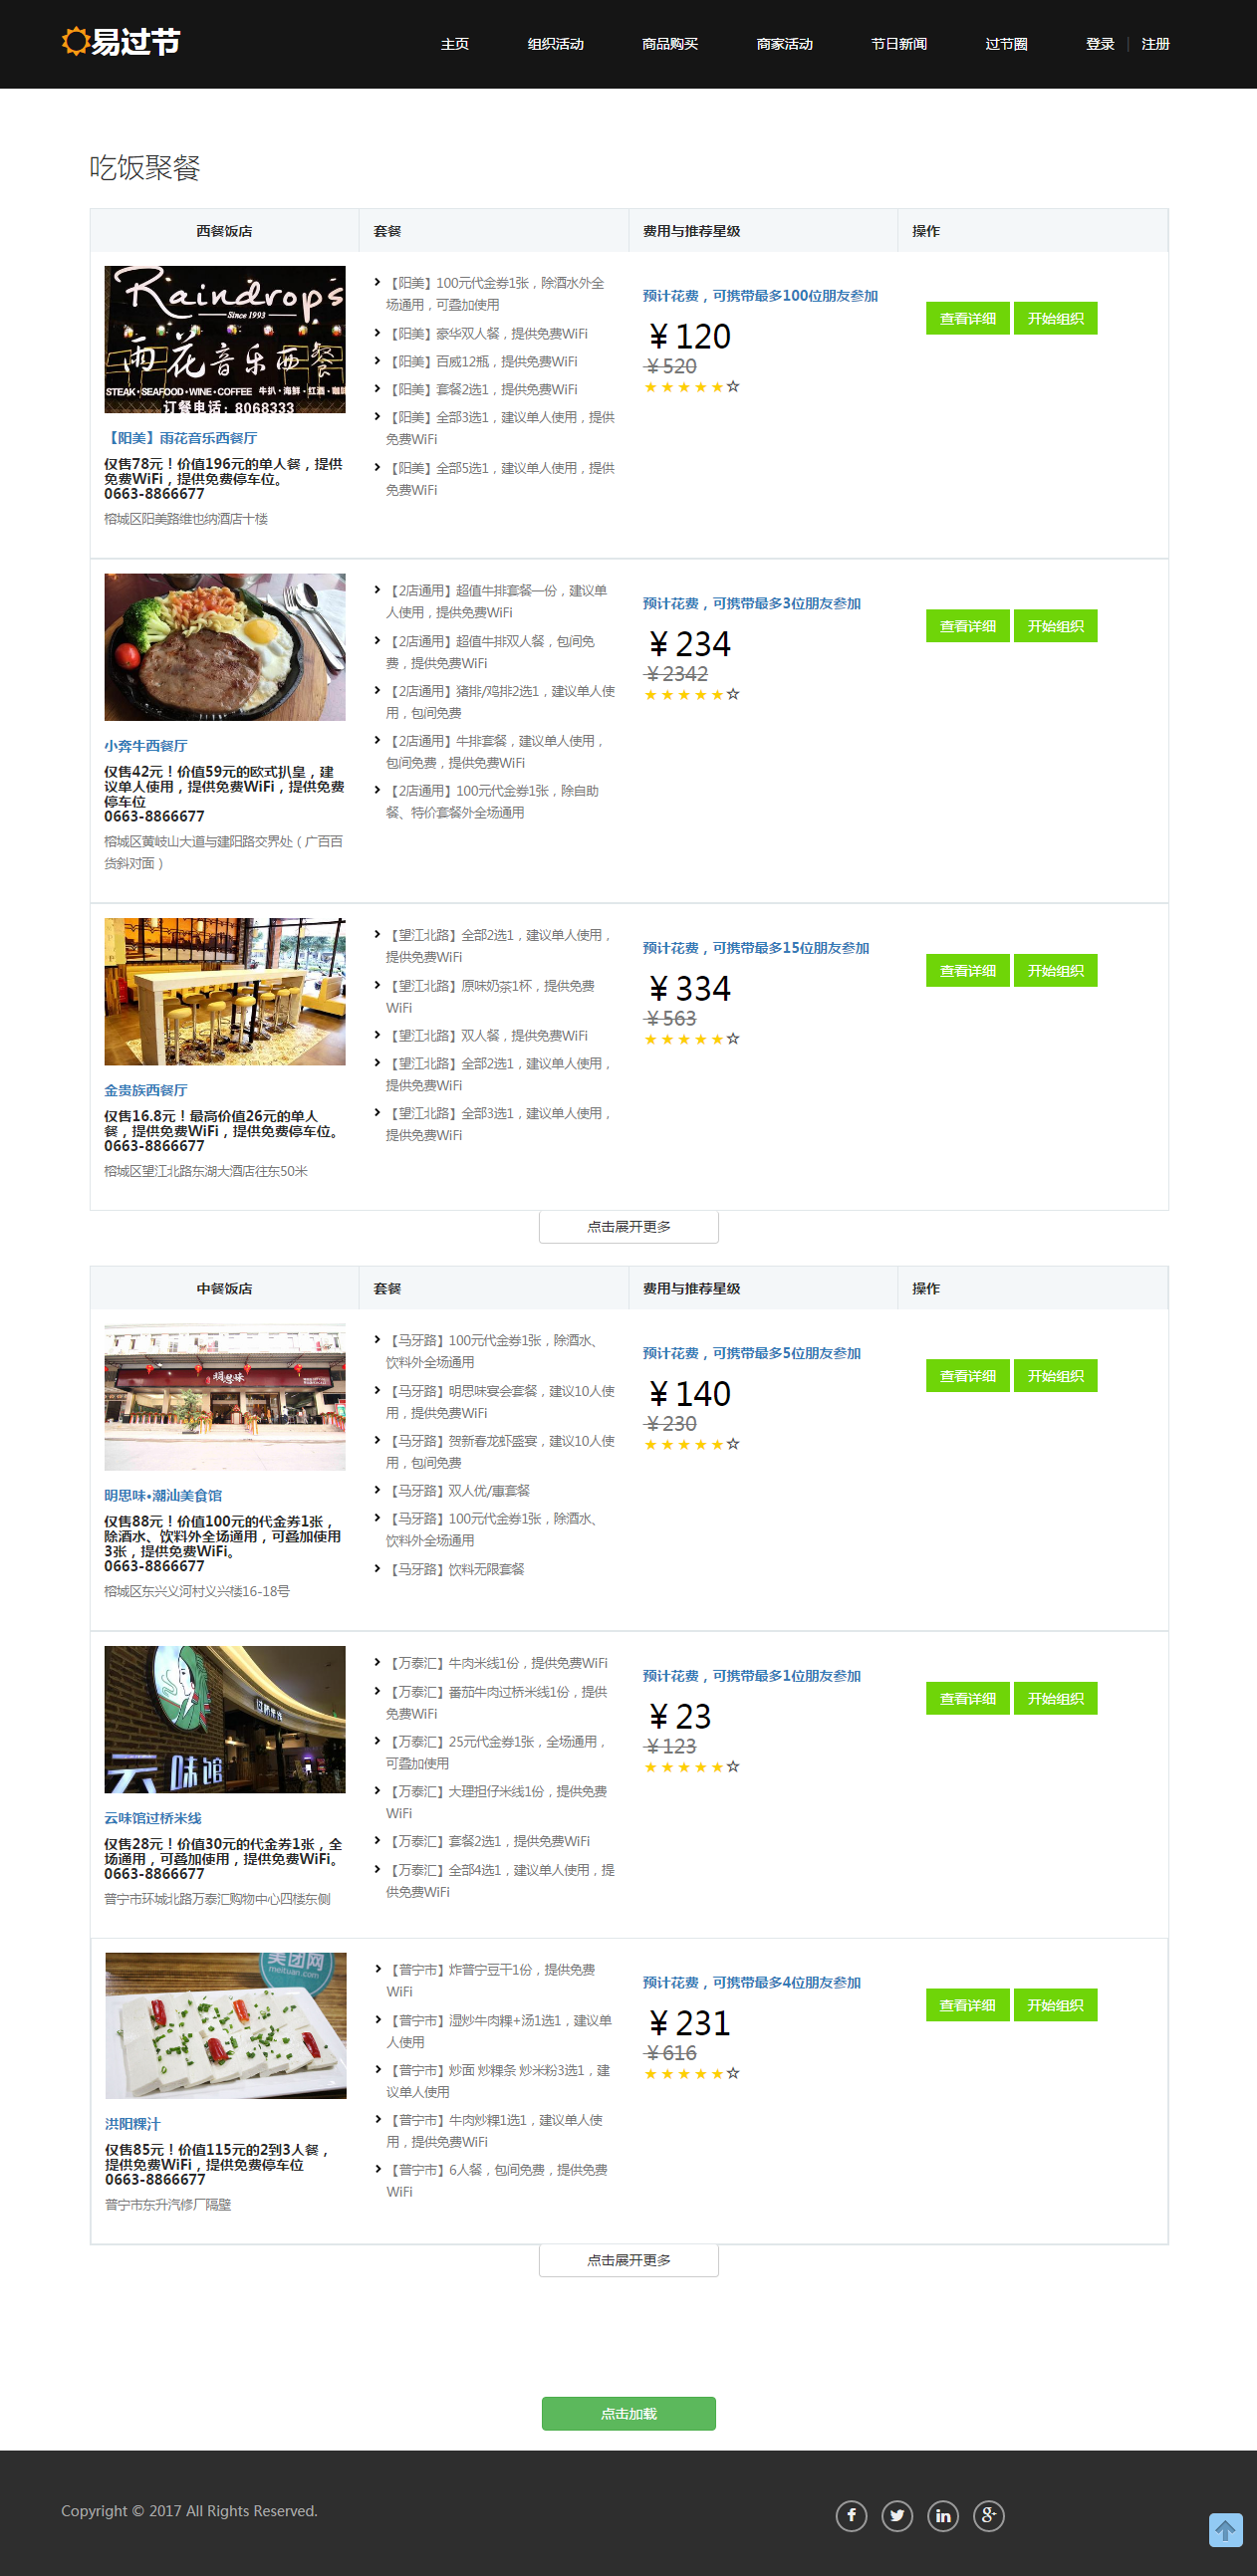 易过节
主页 组织活动 商品购买 商家活动 节日新闻 过节圈 登录 | 注册
吃饭聚餐
西餐饭店 套餐 费用与推荐星级 操作
Raindrop's
Since 1993
雨花音乐西餐
STEAK·SEAFOOD·WINE·COFFEE 牛扒·海鲜·红酒·咖啡
订餐电话：8068333
【阳美】雨花音乐西餐厅
仅售78元！价值196元的单人餐，提供
免费WiFi，提供免费停车位。
0663-8866677
榕城区阳美路维也纳酒店十楼
【阳美】100元代金券1张，除酒水外全
场通用，可叠加使用
【阳美】豪华双人餐，提供免费WiFi
【阳美】百威12瓶，提供免费WiFi
【阳美】套餐2选1，提供免费WiFi
【阳美】全部3选1，建议单人使用，提供
免费WiFi
【阳美】全部5选1，建议单人使用，提供
免费WiFi
预计花费，可携带最多100位朋友参加
¥ 120
¥ 520
★★★★★☆
查看详细 开始组织
小奔牛西餐厅
仅售42元！价值59元的欧式扒皇，建
议单人使用，提供免费WiFi，提供免费
停车位
0663-8866677
榕城区黄岐山大道与建阳路交界处（广百百
货斜对面）
【2店通用】超值牛排套餐一份，建议单
人使用，提供免费WiFi
【2店通用】超值牛排双人餐，包间免
费，提供免费WiFi
【2店通用】猪排/鸡排2选1，建议单人使
用，包间免费
【2店通用】牛排套餐，建议单人使用，
包间免费，提供免费WiFi
【2店通用】100元代金券1张，除自助
餐、特价套餐外全场通用
预计花费，可携带最多3位朋友参加
¥ 234
¥ 2342
★★★★★☆
查看详细 开始组织
金贵族西餐厅
仅售16.8元！最高价值26元的单人
餐，提供免费WiFi，提供免费停车位。
0663-8866677
榕城区望江北路东湖大酒店往东50米
【望江北路】全部2选1，建议单人使用，
提供免费WiFi
【望江北路】原味奶茶1杯，提供免费
WiFi
【望江北路】双人餐，提供免费WiFi
【望江北路】全部2选1，建议单人使用，
提供免费WiFi
【望江北路】全部3选1，建议单人使用，
提供免费WiFi
预计花费，可携带最多15位朋友参加
¥ 334
¥ 563
★★★★★☆
查看详细 开始组织
点击展开更多
中餐饭店 套餐 费用与推荐星级 操作
明思味
明思味•潮汕美食馆
仅售88元！价值100元的代金券1张，
除酒水、饮料外全场通用，可叠加使用
3张，提供免费WiFi。
0663-8866677
榕城区东兴义河村义兴楼16-18号
【马牙路】100元代金券1张，除酒水、
饮料外全场通用
【马牙路】明思味宴会套餐，建议10人使
用，提供免费WiFi
【马牙路】贺新春龙虾盛宴，建议10人使
用，包间免费
【马牙路】双人优/惠套餐
【马牙路】100元代金券1张，除酒水、
饮料外全场通用
【马牙路】饮料无限套餐
预计花费，可携带最多5位朋友参加
¥ 140
¥ 230
★★★★★☆
查看详细 开始组织
云味馆
云味馆过桥米线
仅售28元！价值30元的代金券1张，全
场通用，可叠加使用，提供免费WiFi。
0663-8866677
普宁市环城北路万泰汇购物中心四楼东侧
【万泰汇】牛肉米线1份，提供免费WiFi
【万泰汇】番茄牛肉过桥米线1份，提供
免费WiFi
【万泰汇】25元代金券1张，全场通用，
可叠加使用
【万泰汇】大理担仔米线1份，提供免费
WiFi
【万泰汇】套餐2选1，提供免费WiFi
【万泰汇】全部4选1，建议单人使用，提
供免费WiFi
预计花费，可携带最多1位朋友参加
¥ 23
¥ 123
★★★★★☆
查看详细 开始组织
美团网
meituan.com
洪阳粿汁
仅售85元！价值115元的2到3人餐，
提供免费WiFi，提供免费停车位
0663-8866677
普宁市东升汽修厂隔壁
【普宁市】炸普宁豆干1份，提供免费
WiFi
【普宁市】湿炒牛肉粿+汤1选1，建议单
人使用
【普宁市】炒面 炒粿条 炒米粉3选1，建
议单人使用
【普宁市】牛肉炒粿1选1，建议单人使
用，提供免费WiFi
【普宁市】6人餐，包间免费，提供免费
WiFi
预计花费，可携带最多4位朋友参加
¥ 231
¥ 616
★★★★★☆
查看详细 开始组织
点击展开更多
点击加载
Copyright © 2017 All Rights Reserved.